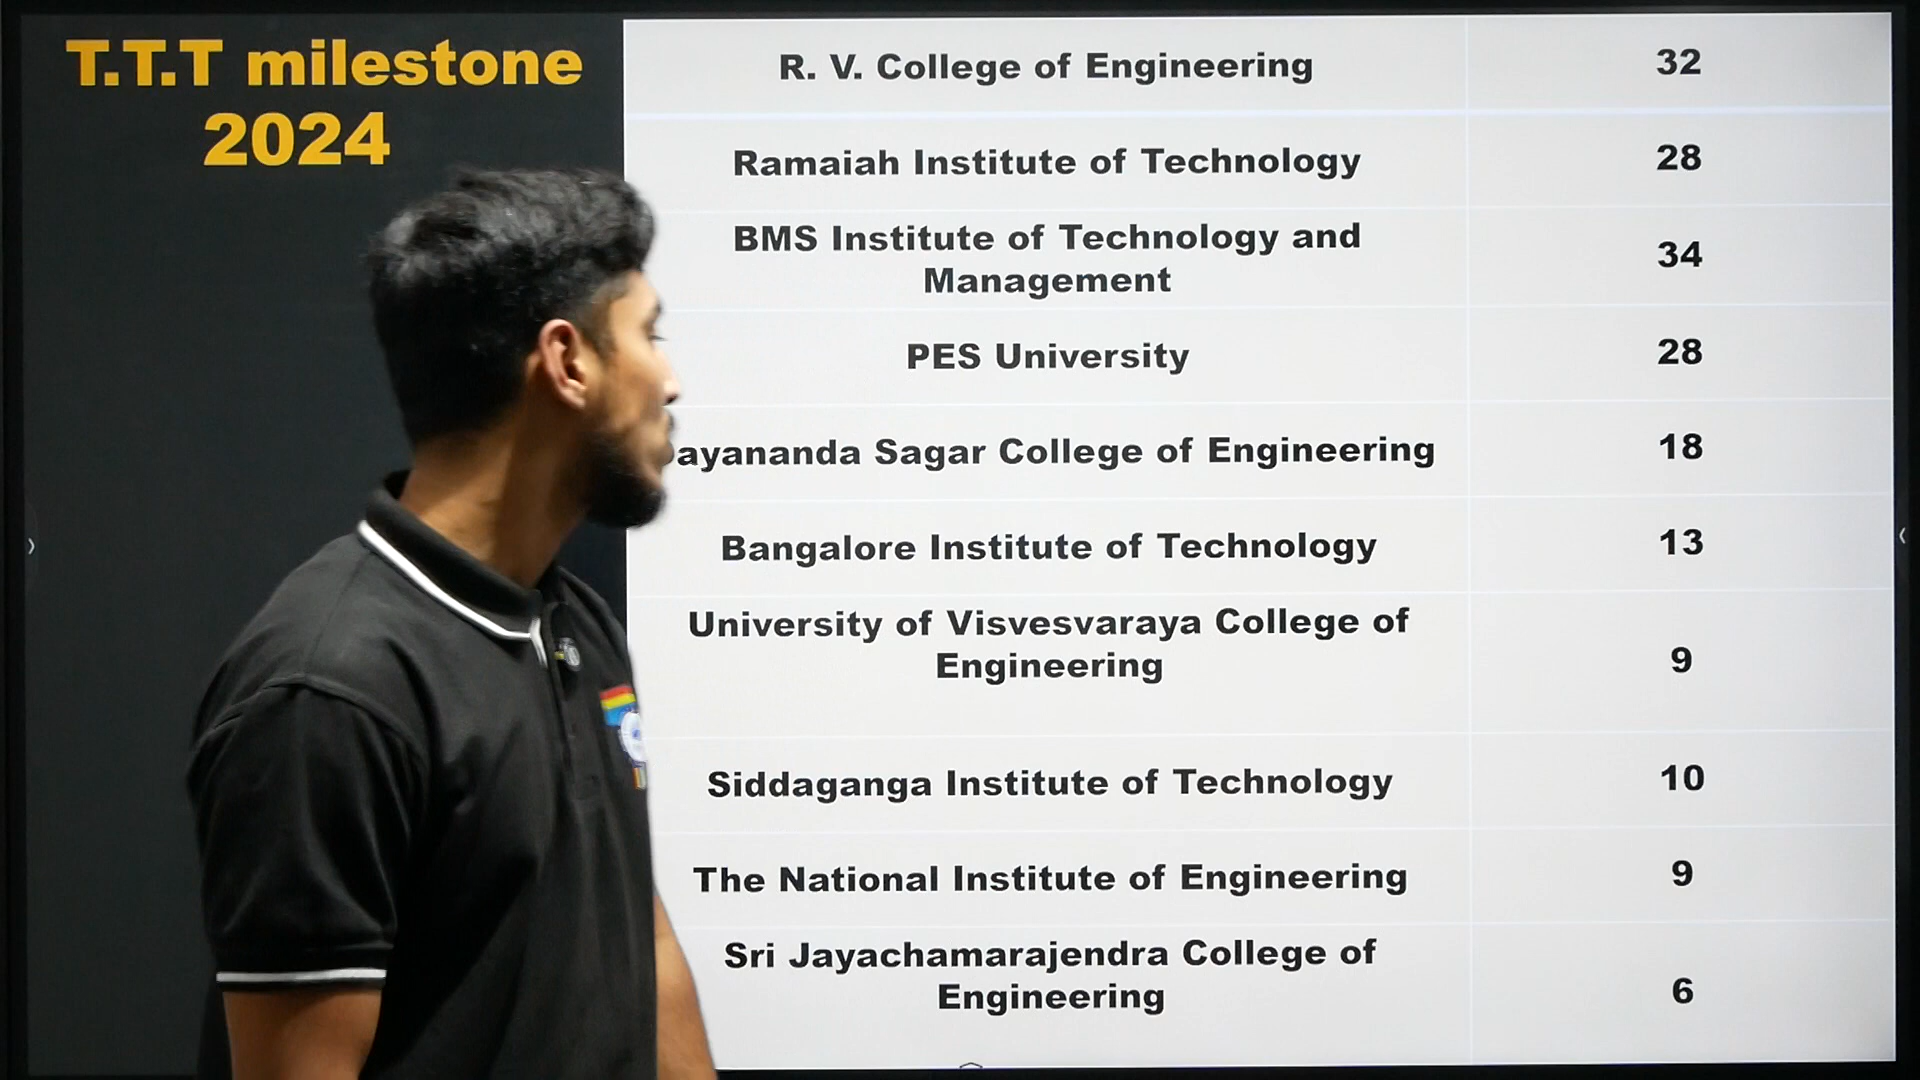 T.T.T milestone
2024
R. V. College of Engineering 32
Ramaiah Institute of Technology 28
BMS Institute of Technology and
Management 34
PES University 28
ayananda Sagar College of Engineering 18
Bangalore Institute of Technology 13
University of Visvesvaraya College of
Engineering 9
Siddaganga Institute of Technology 10
The National Institute of Engineering 9
Sri Jayachamarajendra College of
Engineering 6